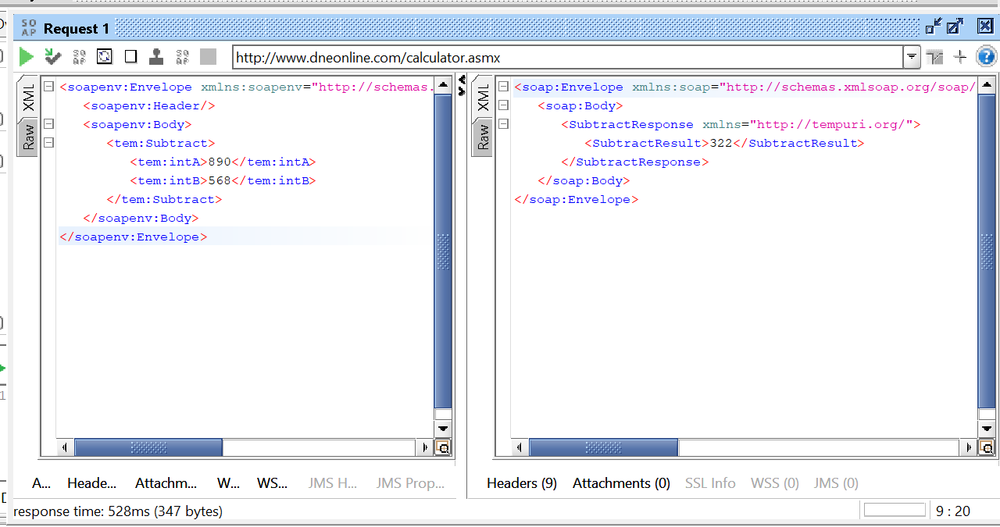 SO
AP
Request 1
http://www.dneonline.com/calculator.asmx
XML
Raw
<soapenv:Envelope xmlns:soapenv="http://schemas.
<soapenv:Header/>
<soapenv:Body>
<tem:Subtract>
<tem:intA>890</tem:intA>
<tem:intB>568</tem:intB>
</tem:Subtract>
</soapenv:Body>
</soapenv:Envelope>
XML
Raw
<soap:Envelope xmlns:soap="http://schemas.xmlsoap.org/soap/
<soap:Body>
<SubtractResponse xmlns="http://tempuri.org/">
<SubtractResult>322</SubtractResult>
</SubtractResponse>
</soap:Body>
</soap:Envelope>
A... Heade... Attachm... W... WS... JMS H... JMS Prop...
Headers (9) Attachments (0) SSL Info WSS (0) JMS (0)
response time: 528ms (347 bytes)
9 : 20